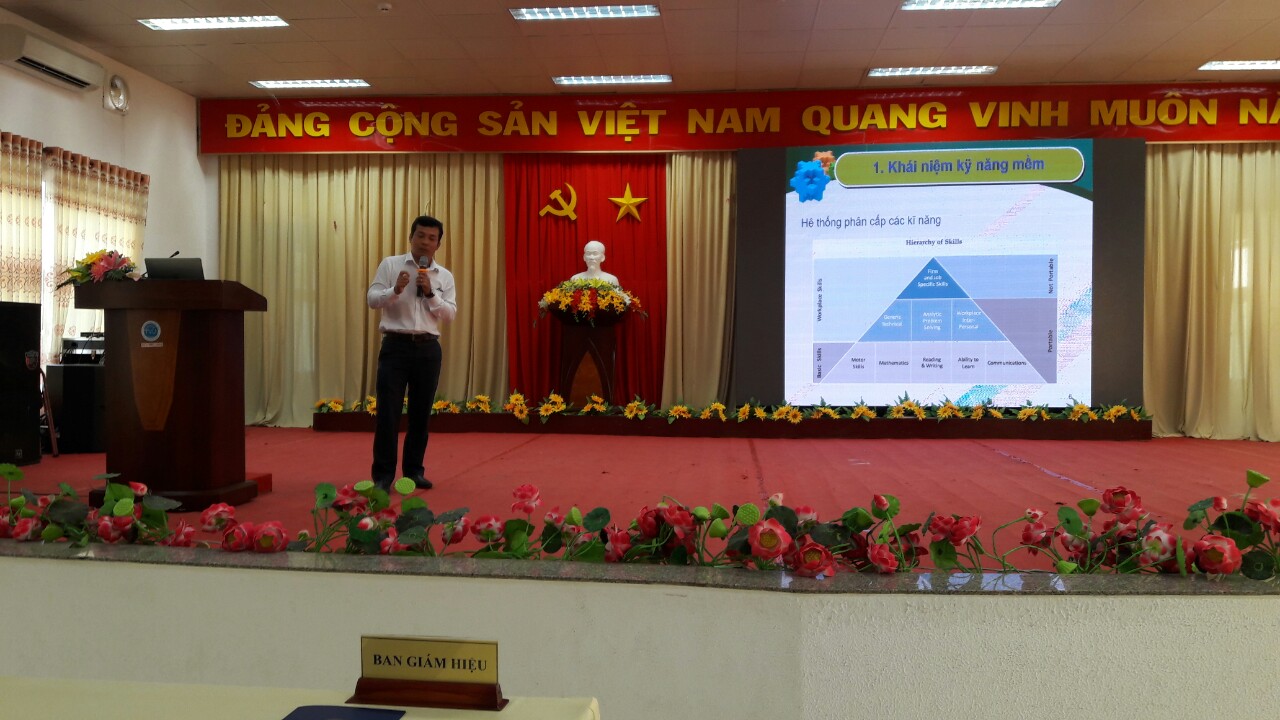 ĐẢNG CỘNG SẢN VIỆT NAM QUANG VINH MUÔN NĂ
1. Khái niệm kỹ năng mềm
Hệ thống phân cấp các kĩ năng
Hierarchy of Skills
Workplace Skills
Basic Skills
Not Portable
Portable
Firm
and Job
Specific Skills
Generic
Technical
Analytic
Problem
Solving
Workplace
Inter-
Personal
Motor
Skills
Mathematics
Reading
& Writing
Ability to
Learn
Communications
BAN GIÁM HIỆU